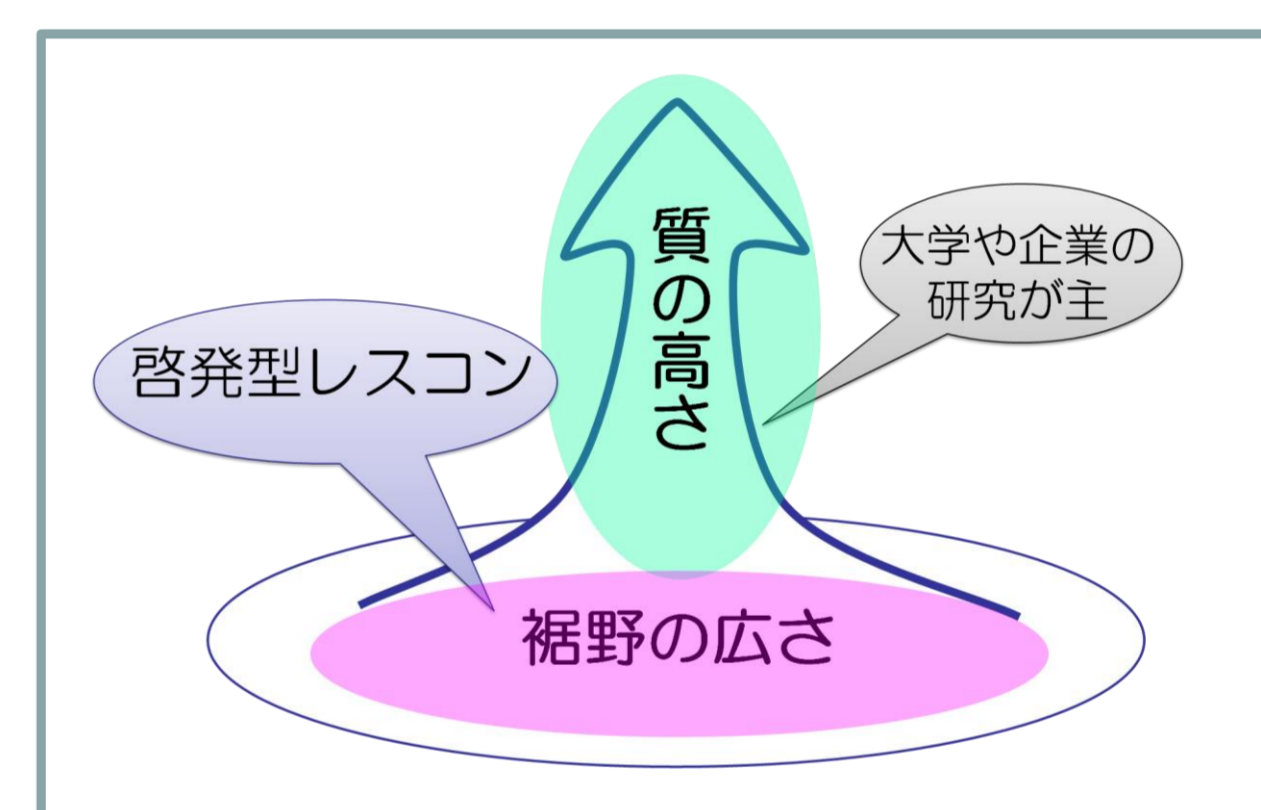 質の高さ
大学や企業の
研究が主
啓発型レスコン
裾野の広さ